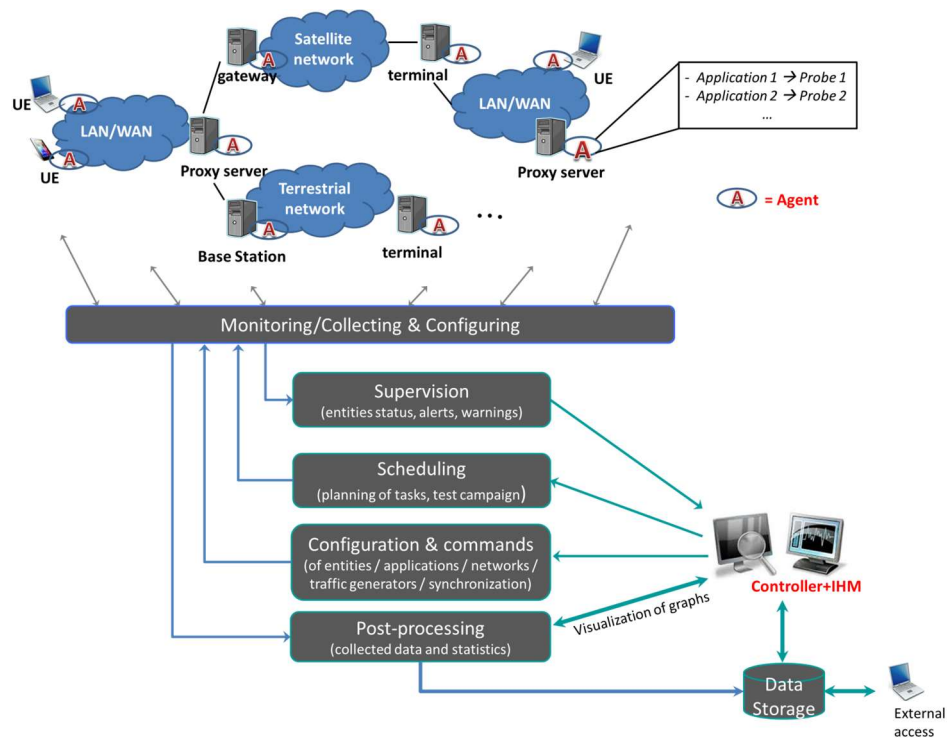 Satellite
network
A
gateway
A
terminal
A
UE
- Application 1 → Probe 1
- Application 2 → Probe 2
...
UE
A
LAN/WAN
A
UE
A
Proxy server
LAN/WAN
A
Proxy server
Terrestrial
network
A
Base Station
A
terminal
...
A = Agent
Monitoring/Collecting & Configuring
Supervision
(entities status, alerts, warnings)
Scheduling
(planning of tasks, test campaign)
Configuration & commands
(of entities / applications / networks /
traffic generators / synchronization)
Controller+IHM
Visualization of graphs
Post-processing
(collected data and statistics)
Data
Storage
External
access